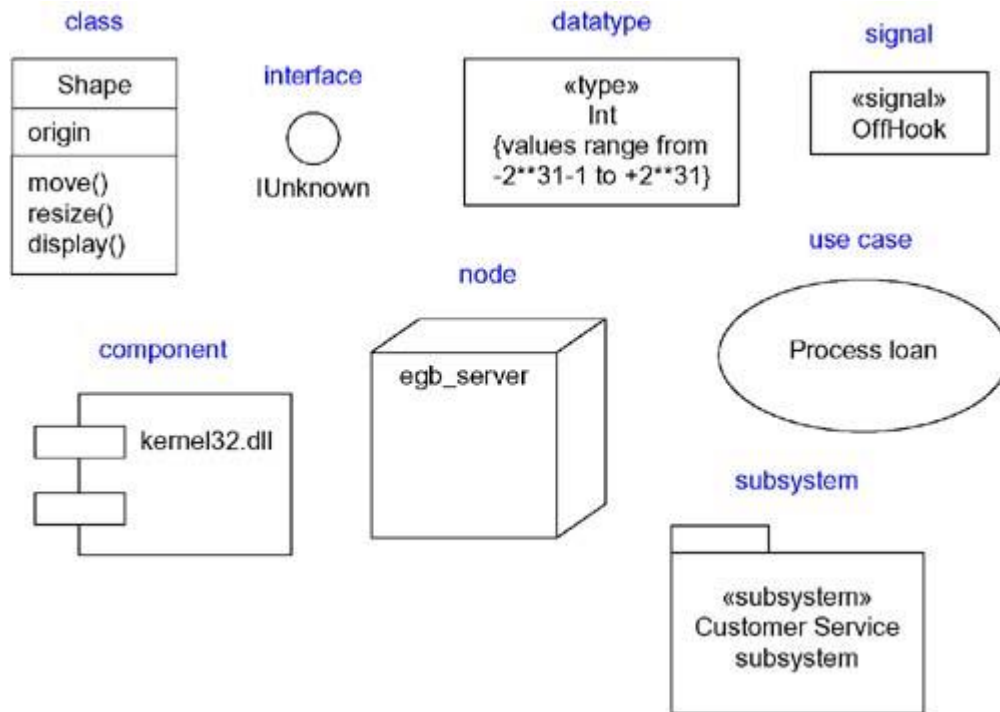 class
Shape
origin
move()
resize()
display()
interface
IUnknown
datatype
«type»
Int
{values range from
-2**31-1 to +2**31}
signal
«signal»
OffHook
component
kernel32.dll
node
egb_server
use case
Process loan
subsystem
«subsystem»
Customer Service
subsystem